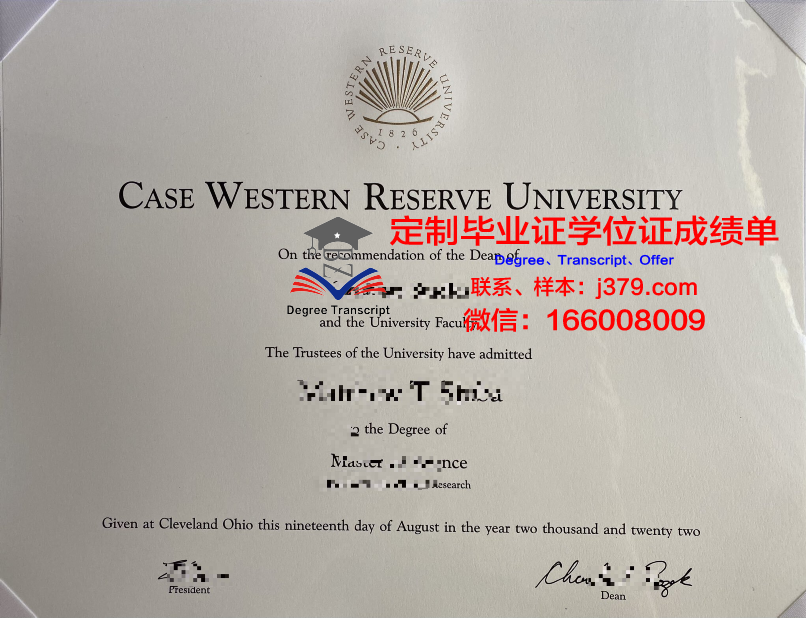 CASE WESTERN RESERVE UNIVERSITY
1826
CASE WESTERN RESERVE UNIVERSITY
定制毕业证学位证成绩单
On the recommendation of the Dean of
Degree、Transcript、Offer
联系、样本：j379.com
Degree Transcript
微信：166008009
and the University Faculty
The Trustees of the University have admitted
the Degree of
Master
Research
Given at Cleveland Ohio this nineteenth day of August in the year two thousand and twenty two
President
Dean